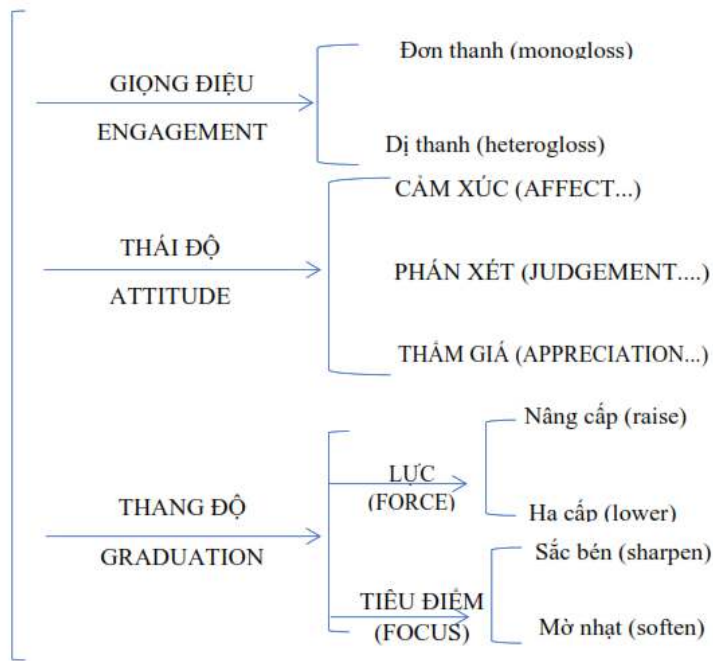 GIỌNG ĐIỆU
ENGAGEMENT
Đơn thanh (monogloss)
Dị thanh (heterogloss)
THÁI ĐỘ
ATTITUDE
CẢM XÚC (AFFECT...)
PHÁN XÉT (JUDGEMENT....)
THẨM GIÁ (APPRECIATION...)
THANG ĐỘ
GRADUATION
LỰC
(FORCE)
Nâng cấp (raise)
Hạ cấp (lower)
TIÊU ĐIỂM
(FOCUS)
Sắc bén (sharpen)
Mờ nhạt (soften)